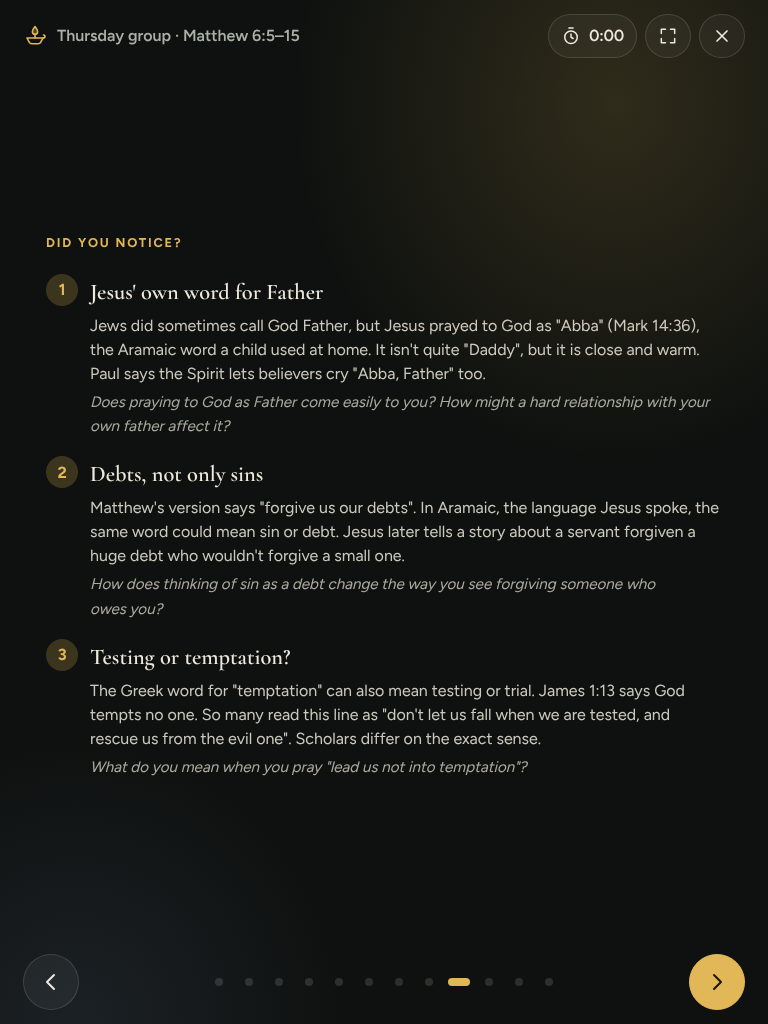 Thursday group · Matthew 6:5–15
0:00
DID YOU NOTICE?
1
Jesus' own word for Father
Jews did sometimes call God Father, but Jesus prayed to God as "Abba" (Mark 14:36),
the Aramaic word a child used at home. It isn't quite "Daddy", but it is close and warm.
Paul says the Spirit lets believers cry "Abba, Father" too.
Does praying to God as Father come easily to you? How might a hard relationship with your
own father affect it?
2
Debts, not only sins
Matthew's version says "forgive us our debts". In Aramaic, the language Jesus spoke, the
same word could mean sin or debt. Jesus later tells a story about a servant forgiven a
huge debt who wouldn't forgive a small one.
How does thinking of sin as a debt change the way you see forgiving someone who
owes you?
3
Testing or temptation?
The Greek word for "temptation" can also mean testing or trial. James 1:13 says God
tempts no one. So many read this line as "don't let us fall when we are tested, and
rescue us from the evil one". Scholars differ on the exact sense.
What do you mean when you pray "lead us not into temptation"?